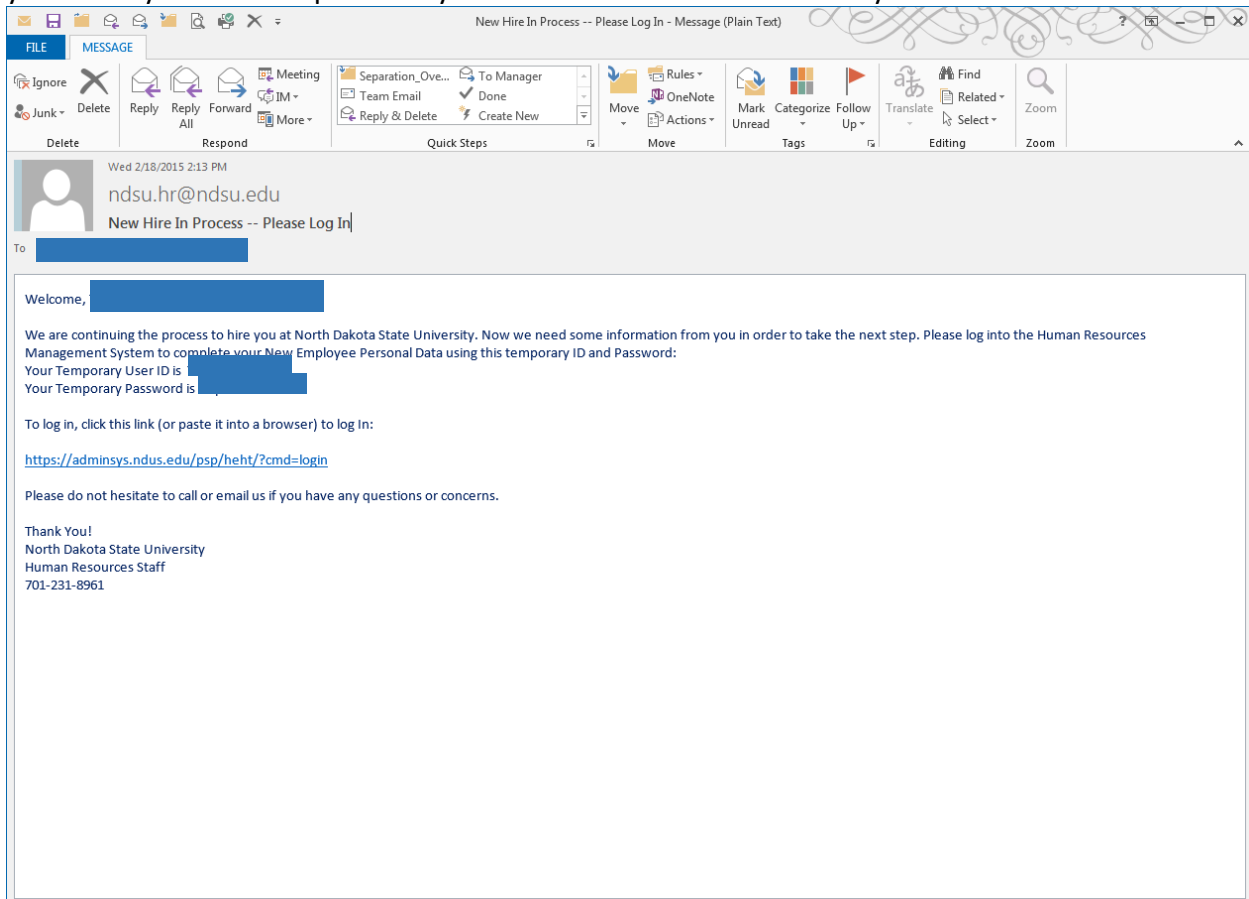 New Hire In Process -- Please Log In - Message (Plain Text)
FILE MESSAGE
Ignore
Junk
Delete
Reply
Reply All
Forward
Meeting
IM
More
Separation_Ove...
Team Email
Reply & Delete
To Manager
Done
Create New
Move
Rules
OneNote
Actions
Mark Unread
Categorize
Follow Up
Translate
Find
Related
Select
Zoom
Delete Respond Quick Steps Move Tags Editing Zoom
Wed 2/18/2015 2:13 PM
ndsu.hr@ndsu.edu
New Hire In Process -- Please Log In
To
Welcome,
We are continuing the process to hire you at North Dakota State University. Now we need some information from you in order to take the next step. Please log into the Human Resources
Management System to complete your New Employee Personal Data using this temporary ID and Password:
Your Temporary User ID is
Your Temporary Password is
To log in, click this link (or paste it into a browser) to log In:
https://adminsys.ndus.edu/psp/heht/?cmd=login
Please do not hesitate to call or email us if you have any questions or concerns.
Thank You!
North Dakota State University
Human Resources Staff
701-231-8961